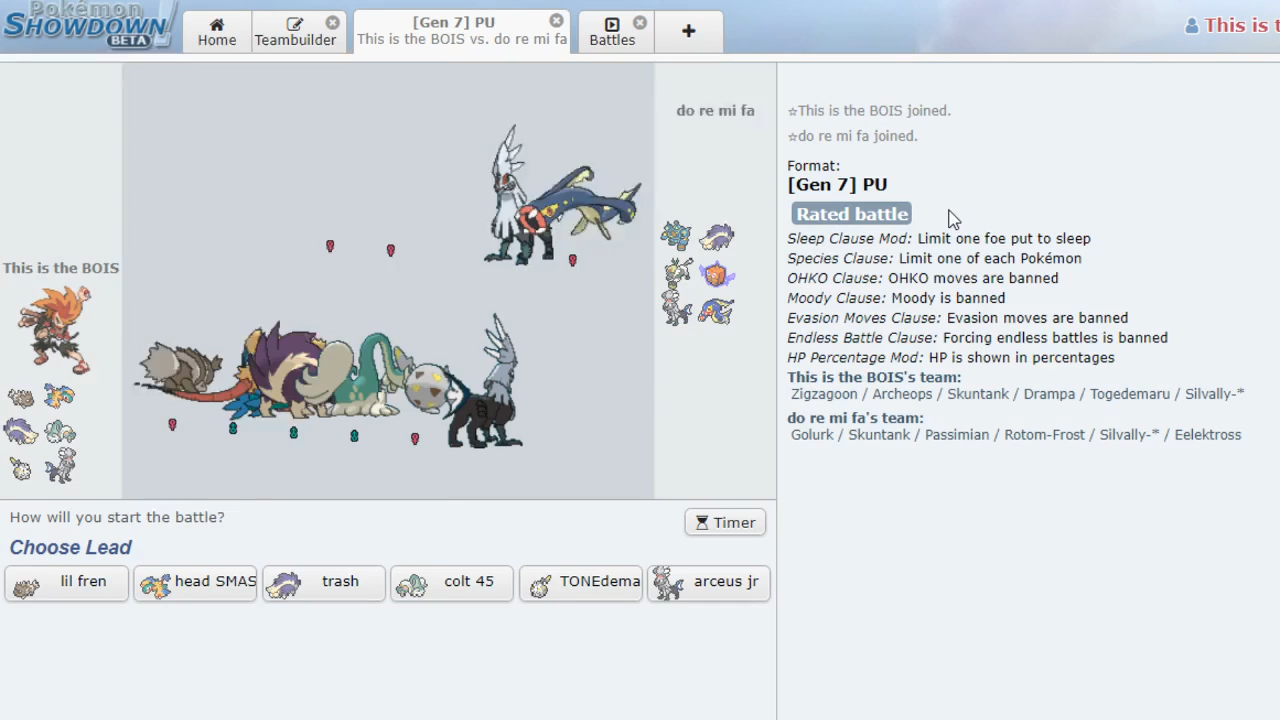 Pokémon
SHOWDOWN
BETA
Home
Teambuilder
[Gen 7] PU
This is the BOIS vs. do re mi fa
Battles
This is t
This is the BOIS
do re mi fa
☆This is the BOIS joined.
☆do re mi fa joined.
Format:
[Gen 7] PU
Rated battle
Sleep Clause Mod: Limit one foe put to sleep
Species Clause: Limit one of each Pokémon
OHKO Clause: OHKO moves are banned
Moody Clause: Moody is banned
Evasion Moves Clause: Evasion moves are banned
Endless Battle Clause: Forcing endless battles is banned
HP Percentage Mod: HP is shown in percentages
This is the BOIS's team:
Zigzagoon / Archeops / Skuntank / Drampa / Togedemaru / Silvally-*
do re mi fa's team:
Golurk / Skuntank / Passimian / Rotom-Frost / Silvally-* / Eelektross
How will you start the battle?
Timer
Choose Lead
lil fren
head SMAS
trash
colt 45
TONEdema
arceus jr